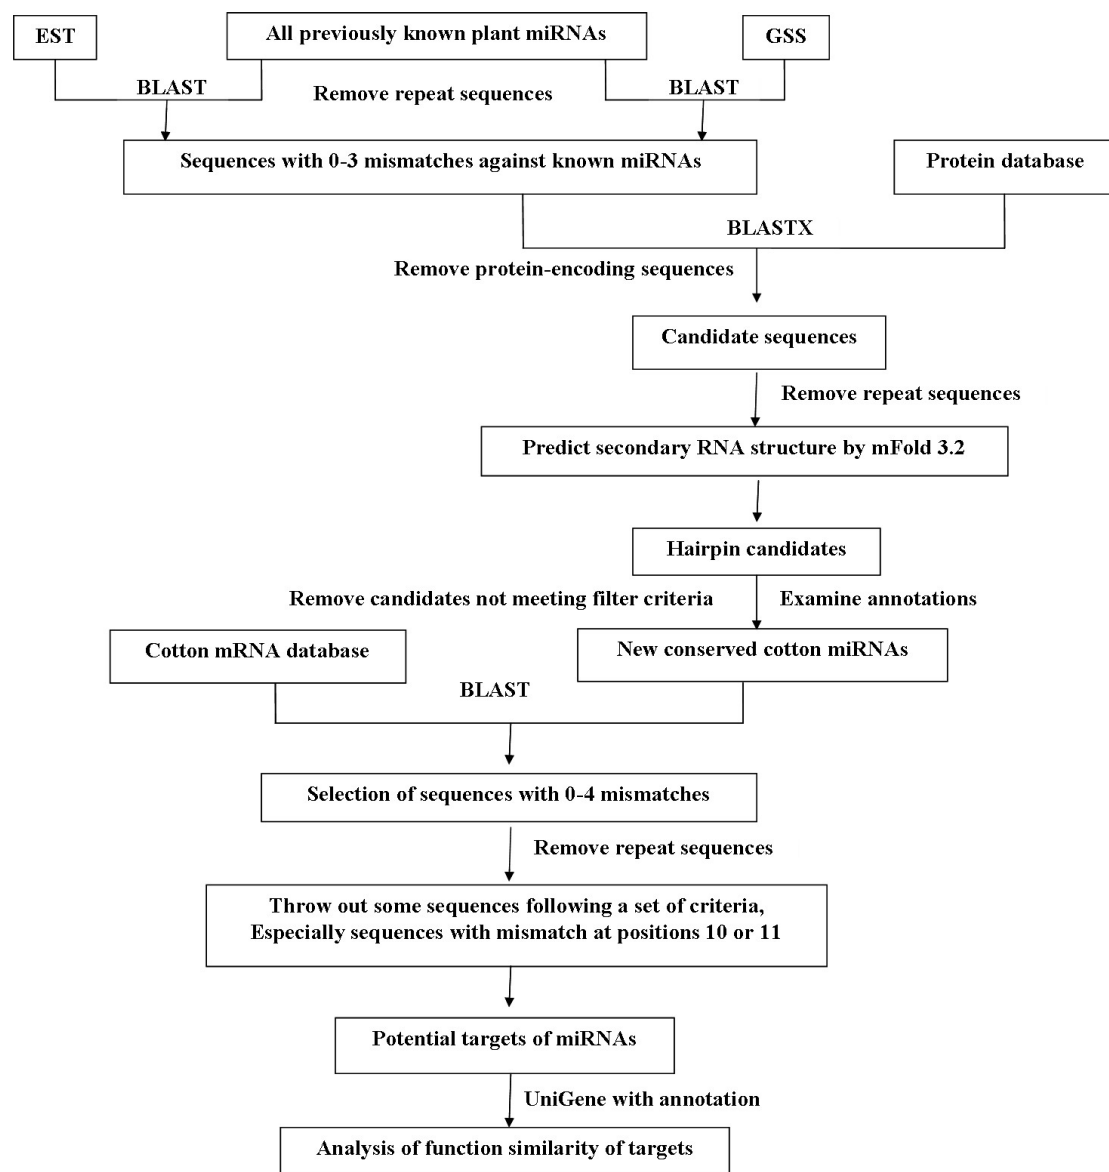 EST
All previously known plant miRNAs
GSS
BLAST
Remove repeat sequences
BLAST
Sequences with 0-3 mismatches against known miRNAs
Protein database
BLASTX
Remove protein-encoding sequences
Candidate sequences
Remove repeat sequences
Predict secondary RNA structure by mFold 3.2
Hairpin candidates
Remove candidates not meeting filter criteria
Examine annotations
Cotton mRNA database
New conserved cotton miRNAs
BLAST
Selection of sequences with 0-4 mismatches
Remove repeat sequences
Throw out some sequences following a set of criteria,
Especially sequences with mismatch at positions 10 or 11
Potential targets of miRNAs
UniGene with annotation
Analysis of function similarity of targets